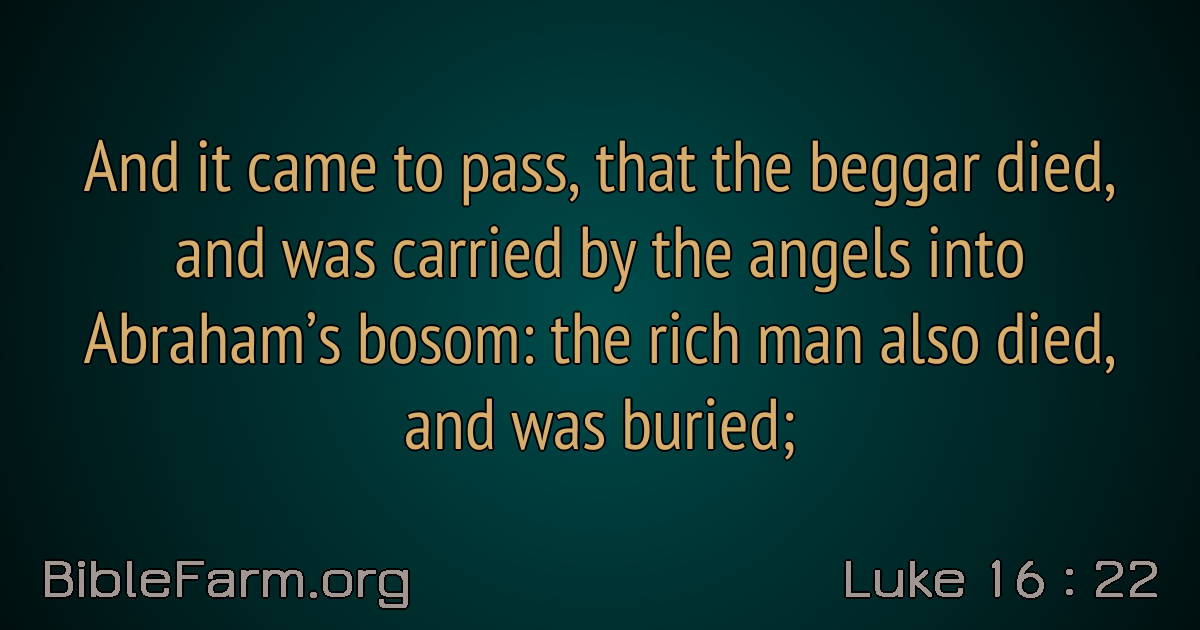 And it came to pass, that the beggar died,
and was carried by the angels into
Abraham’s bosom: the rich man also died,
and was buried;
BibleFarm.org
Luke 16 : 22